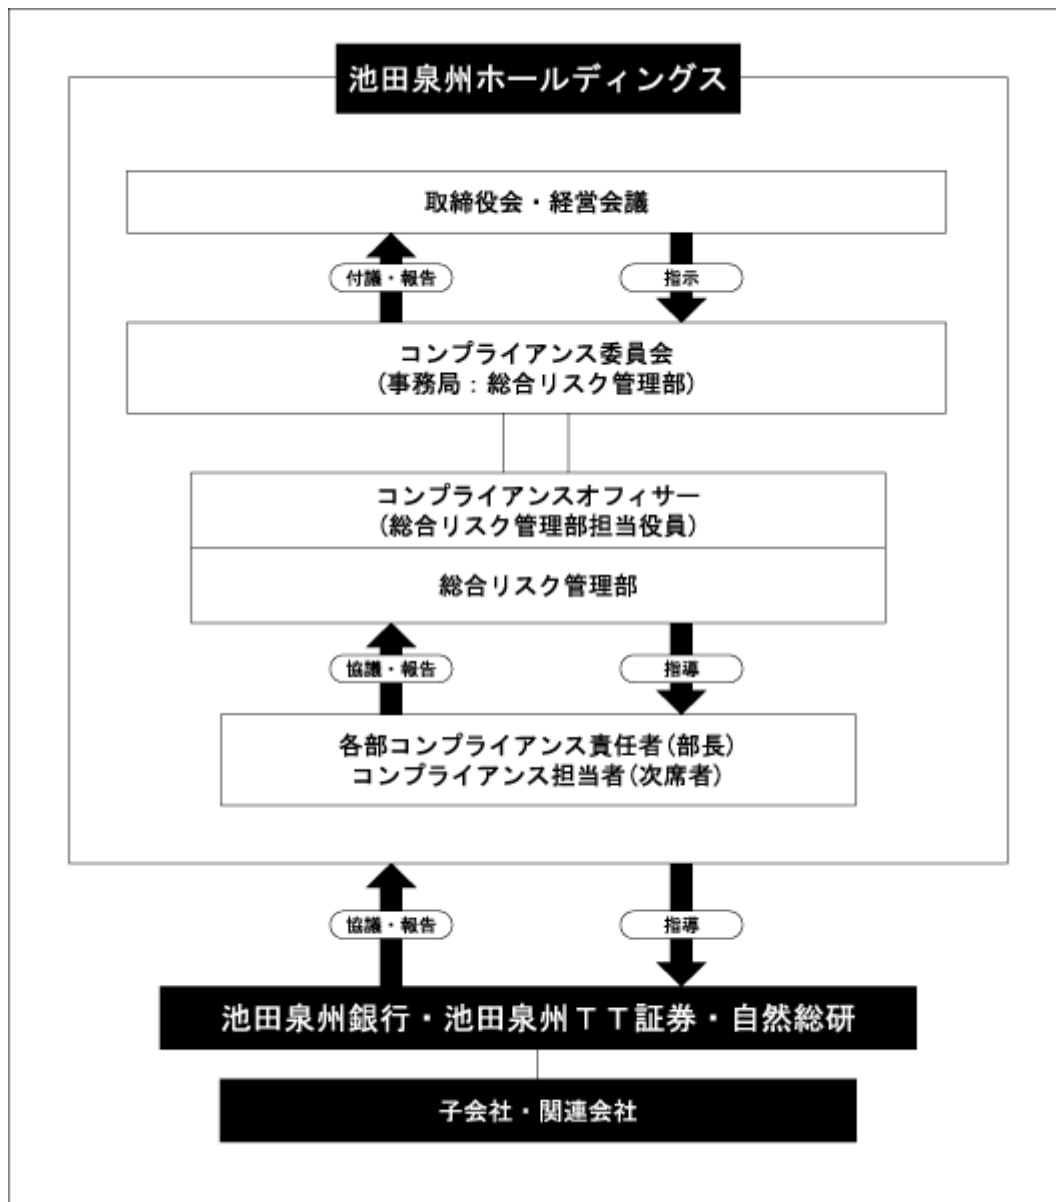 池田泉州ホールディングス
取締役会・経営会議
付議・報告
指示
コンプライアンス委員会
(事務局：総合リスク管理部)
コンプライアンスオフィサー
(総合リスク管理部担当役員)
総合リスク管理部
協議・報告
指導
各部コンプライアンス責任者(部長)
コンプライアンス担当者(次席者)
協議・報告
指導
池田泉州銀行・池田泉州ＴＴ証券・自然総研
子会社・関連会社